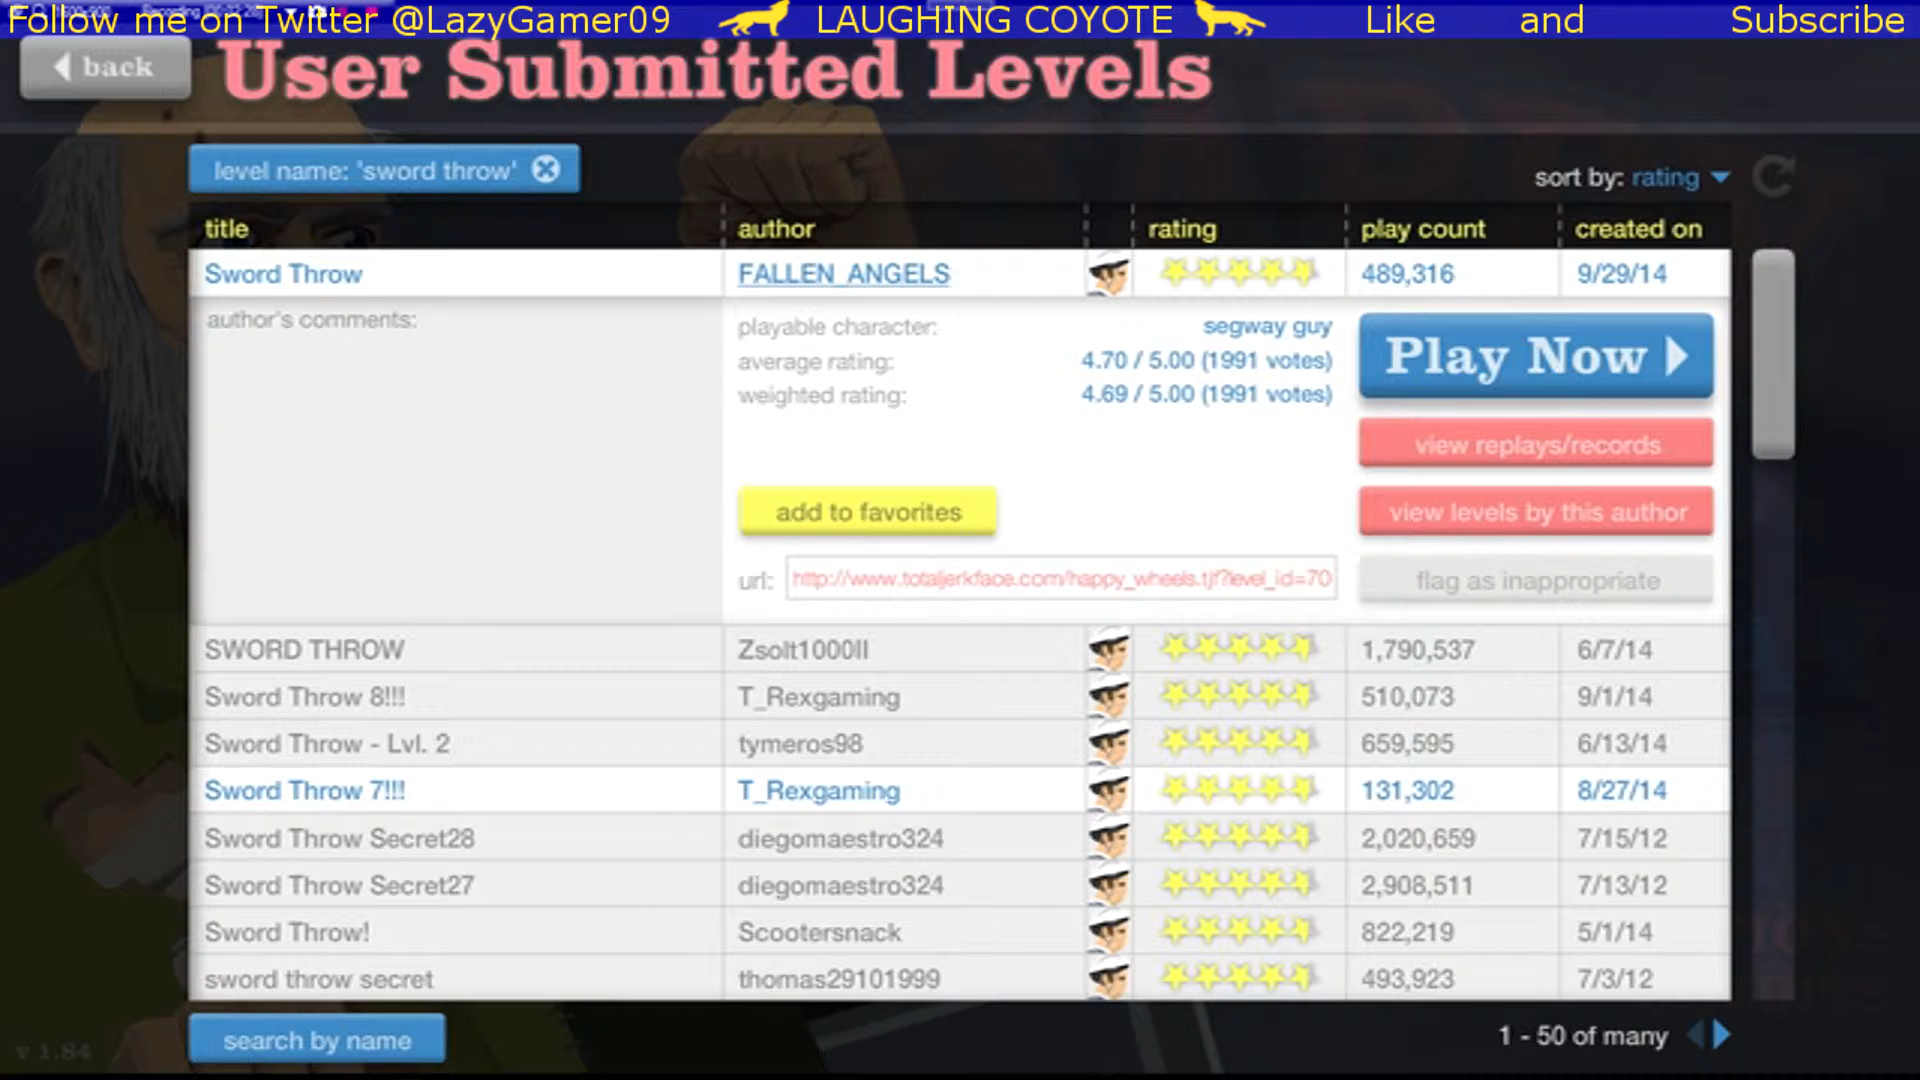 Follow me on Twitter @LazyGamer09 LAUGHING COYOTE Like and Subscribe
back
User Submitted Levels
level name: 'sword throw'
sort by: rating
title author rating play count created on
Sword Throw FALLEN_ANGELS 489,316 9/29/14
author's comments:
playable character: segway guy
average rating: 4.70 / 5.00 (1991 votes)
weighted rating: 4.69 / 5.00 (1991 votes)
Play Now
view replays/records
add to favorites
view levels by this author
url: http://www.totaljerkface.com/happy_wheels.tjf?level_id=70
flag as inappropriate
SWORD THROW Zsolt1000II 1,790,537 6/7/14
Sword Throw 8!!! T_Rexgaming 510,073 9/1/14
Sword Throw - Lvl. 2 tymeros98 659,595 6/13/14
Sword Throw 7!!! T_Rexgaming 131,302 8/27/14
Sword Throw Secret28 diegomaestro324 2,020,659 7/15/12
Sword Throw Secret27 diegomaestro324 2,908,511 7/13/12
Sword Throw! Scootersnack 822,219 5/1/14
sword throw secret thomas29101999 493,923 7/3/12
search by name
1 - 50 of many
v 1.84